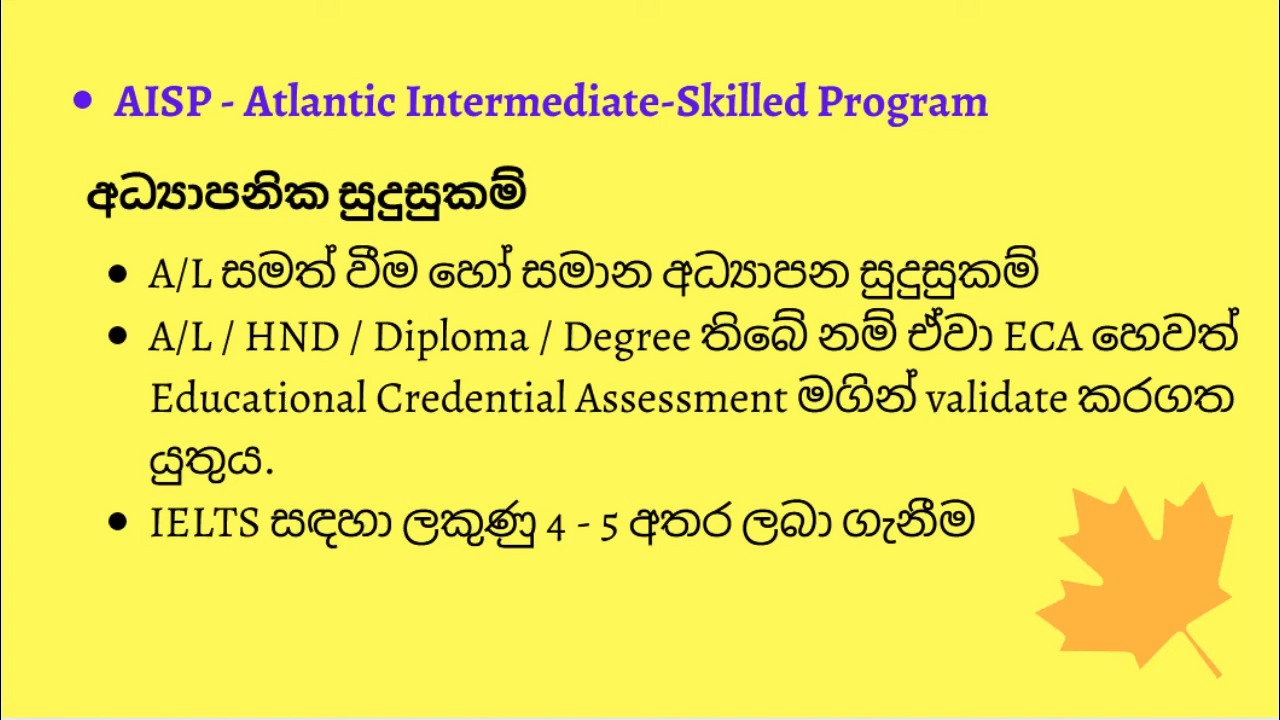 • AISP - Atlantic Intermediate-Skilled Program
අධ්‍යාපනික සුදුසුකම්
• A/L සමත් වීම හෝ සමාන අධ්‍යාපන සුදුසුකම්
• A/L / HND / Diploma / Degree තිබේ නම් ඒවා ECA හෙවත්
Educational Credential Assessment මගින් validate කරගත
යුතුය.
• IELTS සඳහා ලකුණු 4 - 5 අතර ලබා ගැනීම